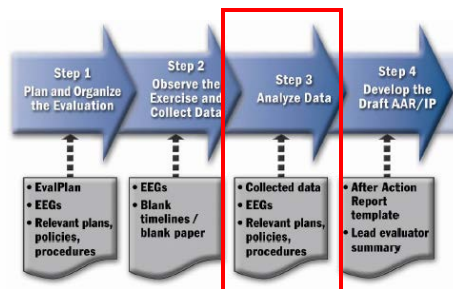 Step 1
Plan and Organize
the Evaluation
Step 2
Observe the
Exercise and
Collect Data
Step 3
Analyze Data
Step 4
Develop the
Draft AAR/IP
• EvalPlan
• EEGs
• Relevant plans,
policies,
procedures
• EEGs
• Blank
timelines /
blank paper
• Collected data
• EEGs
• Relevant plans,
policies,
procedures
• After Action
Report
template
• Lead evaluator
summary